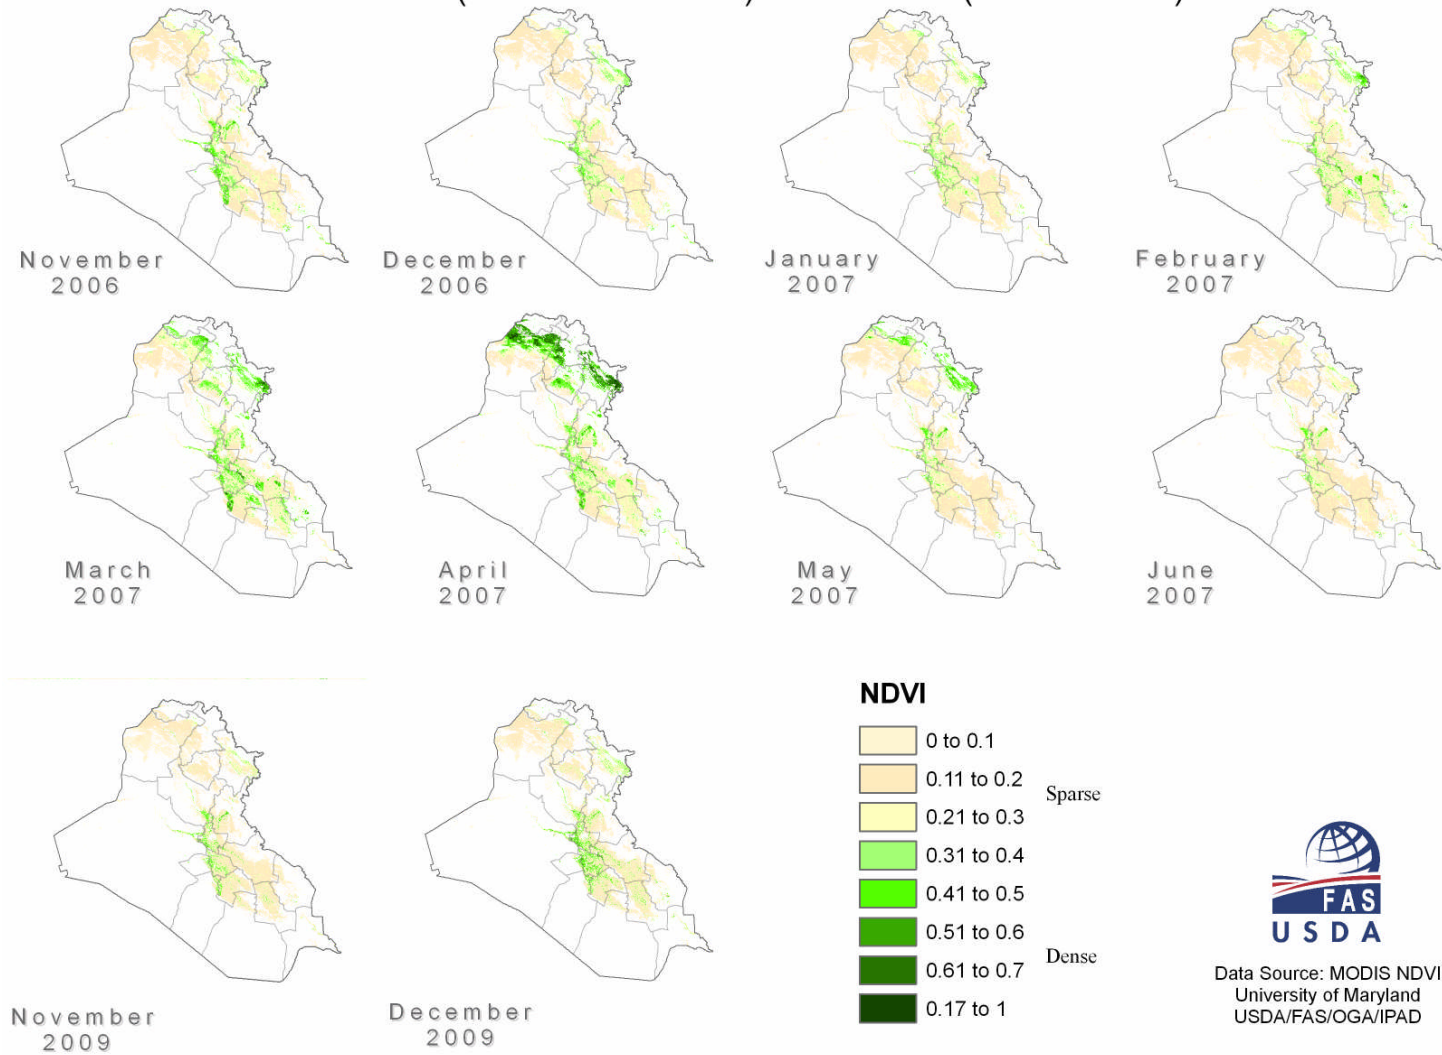 November
2006
December
2006
January
2007
February
2007
March
2007
April
2007
May
2007
June
2007
November
2009
December
2009
NDVI
0 to 0.1
0.11 to 0.2
Sparse
0.21 to 0.3
0.31 to 0.4
0.41 to 0.5
0.51 to 0.6
Dense
0.61 to 0.7
0.17 to 1
FAS
USDA
Data Source: MODIS NDVI
University of Maryland
USDA/FAS/OGA/IPAD